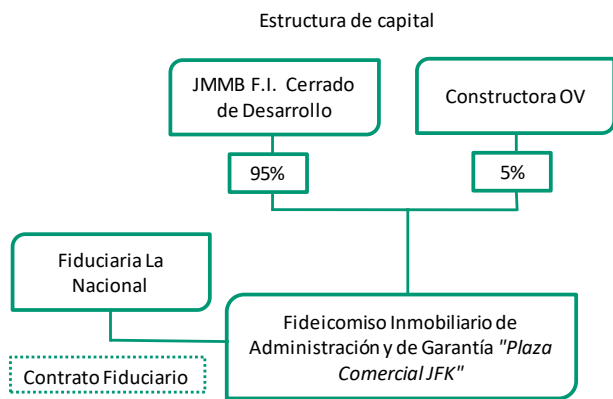 Estructura de capital
JMMB F.I. Cerrado
de Desarrollo
Constructora OV
95%
5%
Fiduciaria La
Nacional
Fideicomiso Inmobiliario de
Administración y de Garantía "Plaza
Comercial JFK"
Contrato Fiduciario